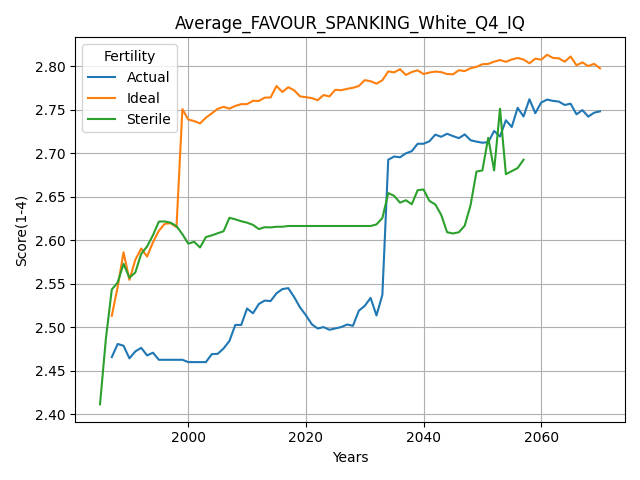 Average_FAVOUR_SPANKING_White_Q4_IQ
Fertility
Actual
Ideal
Sterile
Score(1-4)
2.80
2.75
2.70
2.65
2.60
2.55
2.50
2.45
2.40
2000
2020
2040
2060
Years